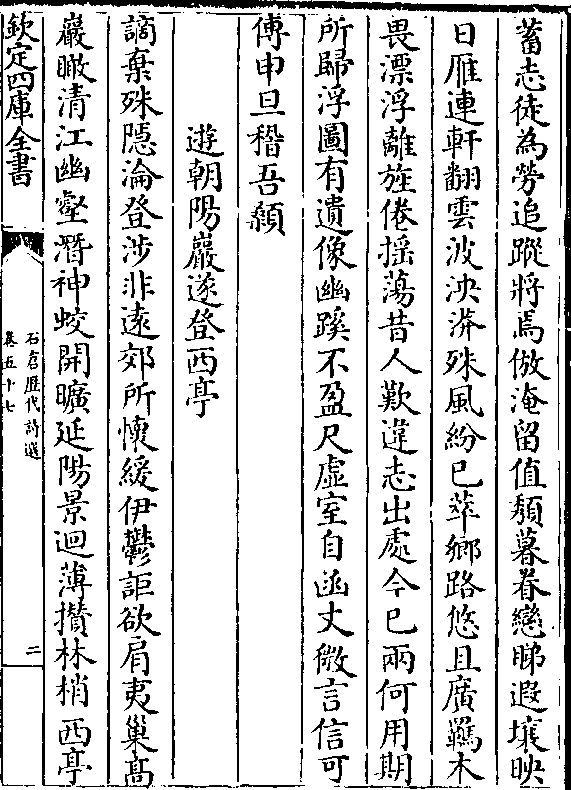 蓄志徒為勞追蹤將焉倣淹留值頽暮眷戀睇遐壤映
日雁連軒翻雲波泱漭殊風紛已萃鄉路悠且廣羈木
畏漂浮離旌倦揺蕩昔人歎違志出處今已兩何用期
所歸浮圖有遺像幽蹊不盈尺虛室自函丈微言信可
傅申旦稽吾顙
遊朝陽巖遂登西亭
謫棄殊隱淪登涉非遠郊所懷緩伊鬱詎欲肩夷巢髙
巖瞰清江幽壑潛神蛟開曠延陽景迴薄攅林梢西亭
欽定四庫全書
石倉歴代詩選
卷五十七
二